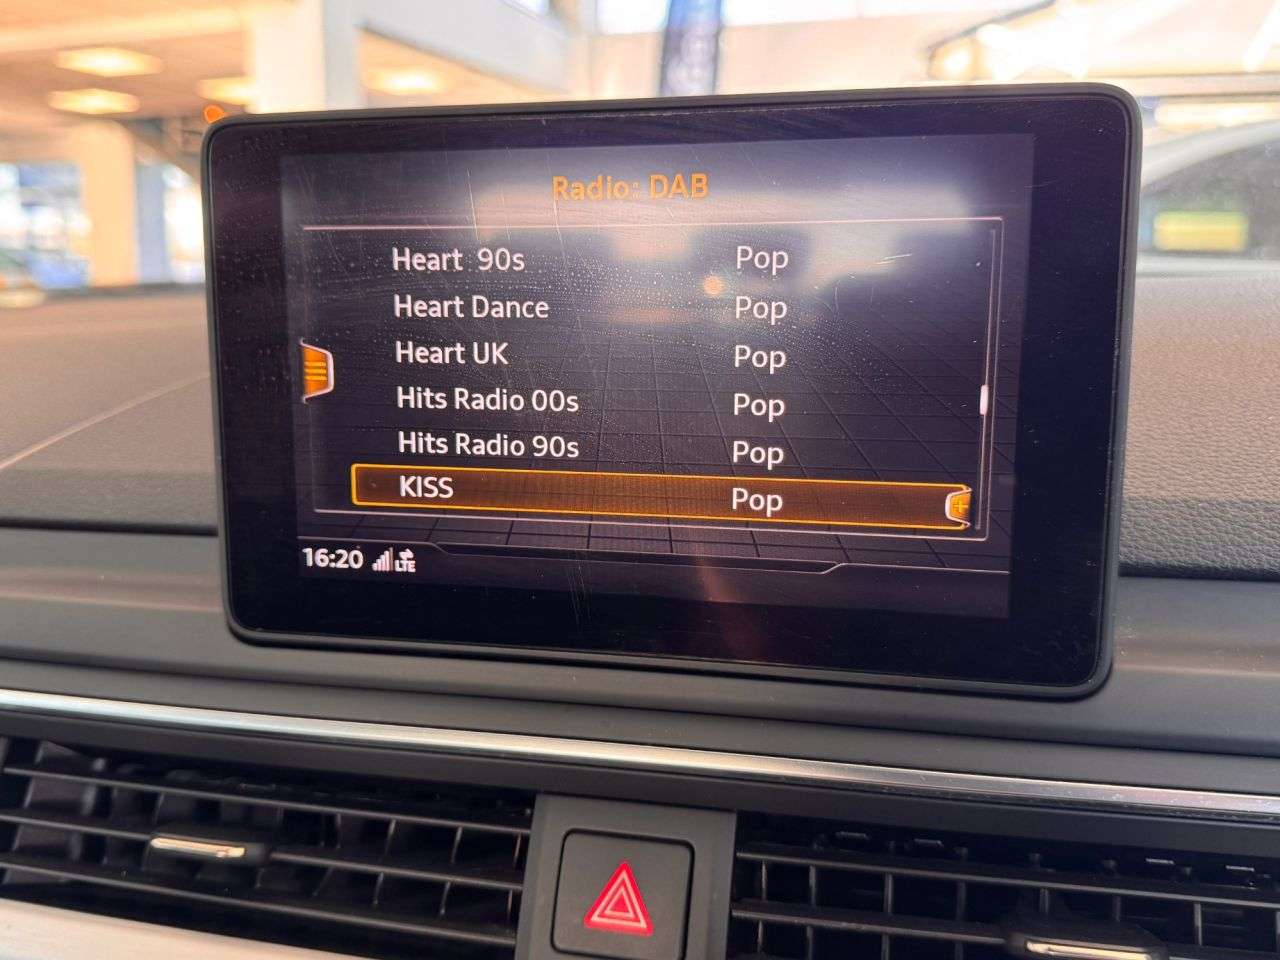 Radio: DAB
Heart 90s Pop
Heart Dance Pop
Heart UK Pop
Hits Radio 00s Pop
Hits Radio 90s Pop
KISS Pop
16:20 LTE